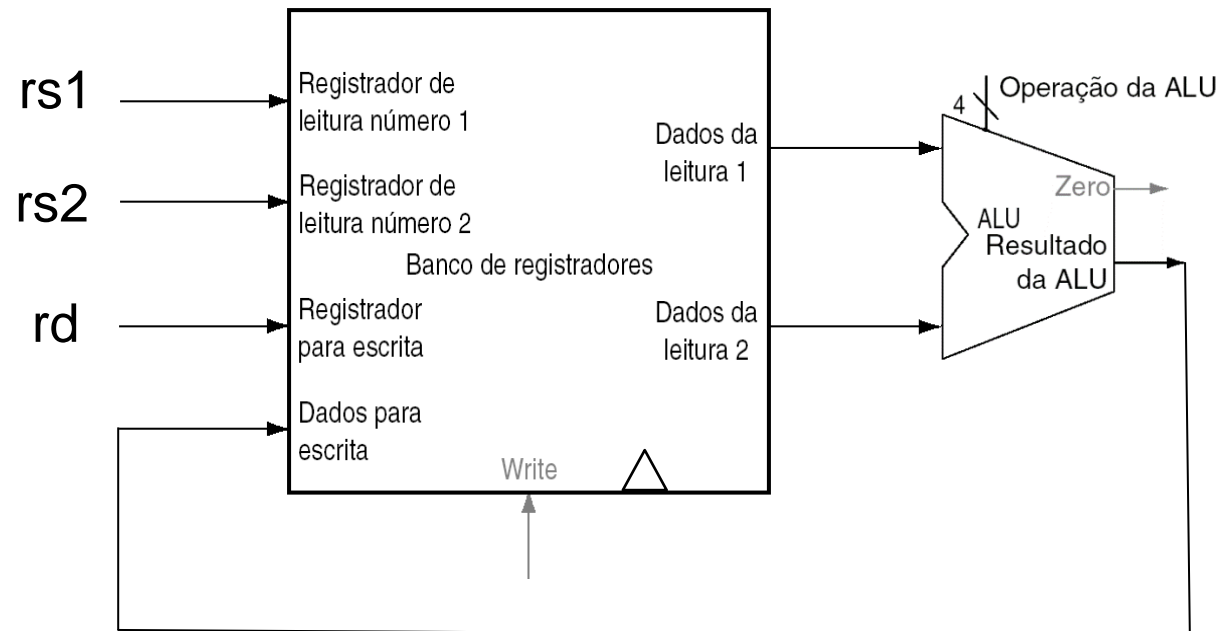 rs1
Registrador de
leitura número 1
rs2
Registrador de
leitura número 2
Banco de registradores
rd
Registrador
para escrita
Dados para
escrita
Write
Dados da
leitura 1
Dados da
leitura 2
4
Operação da ALU
Zero
ALU
Resultado
da ALU